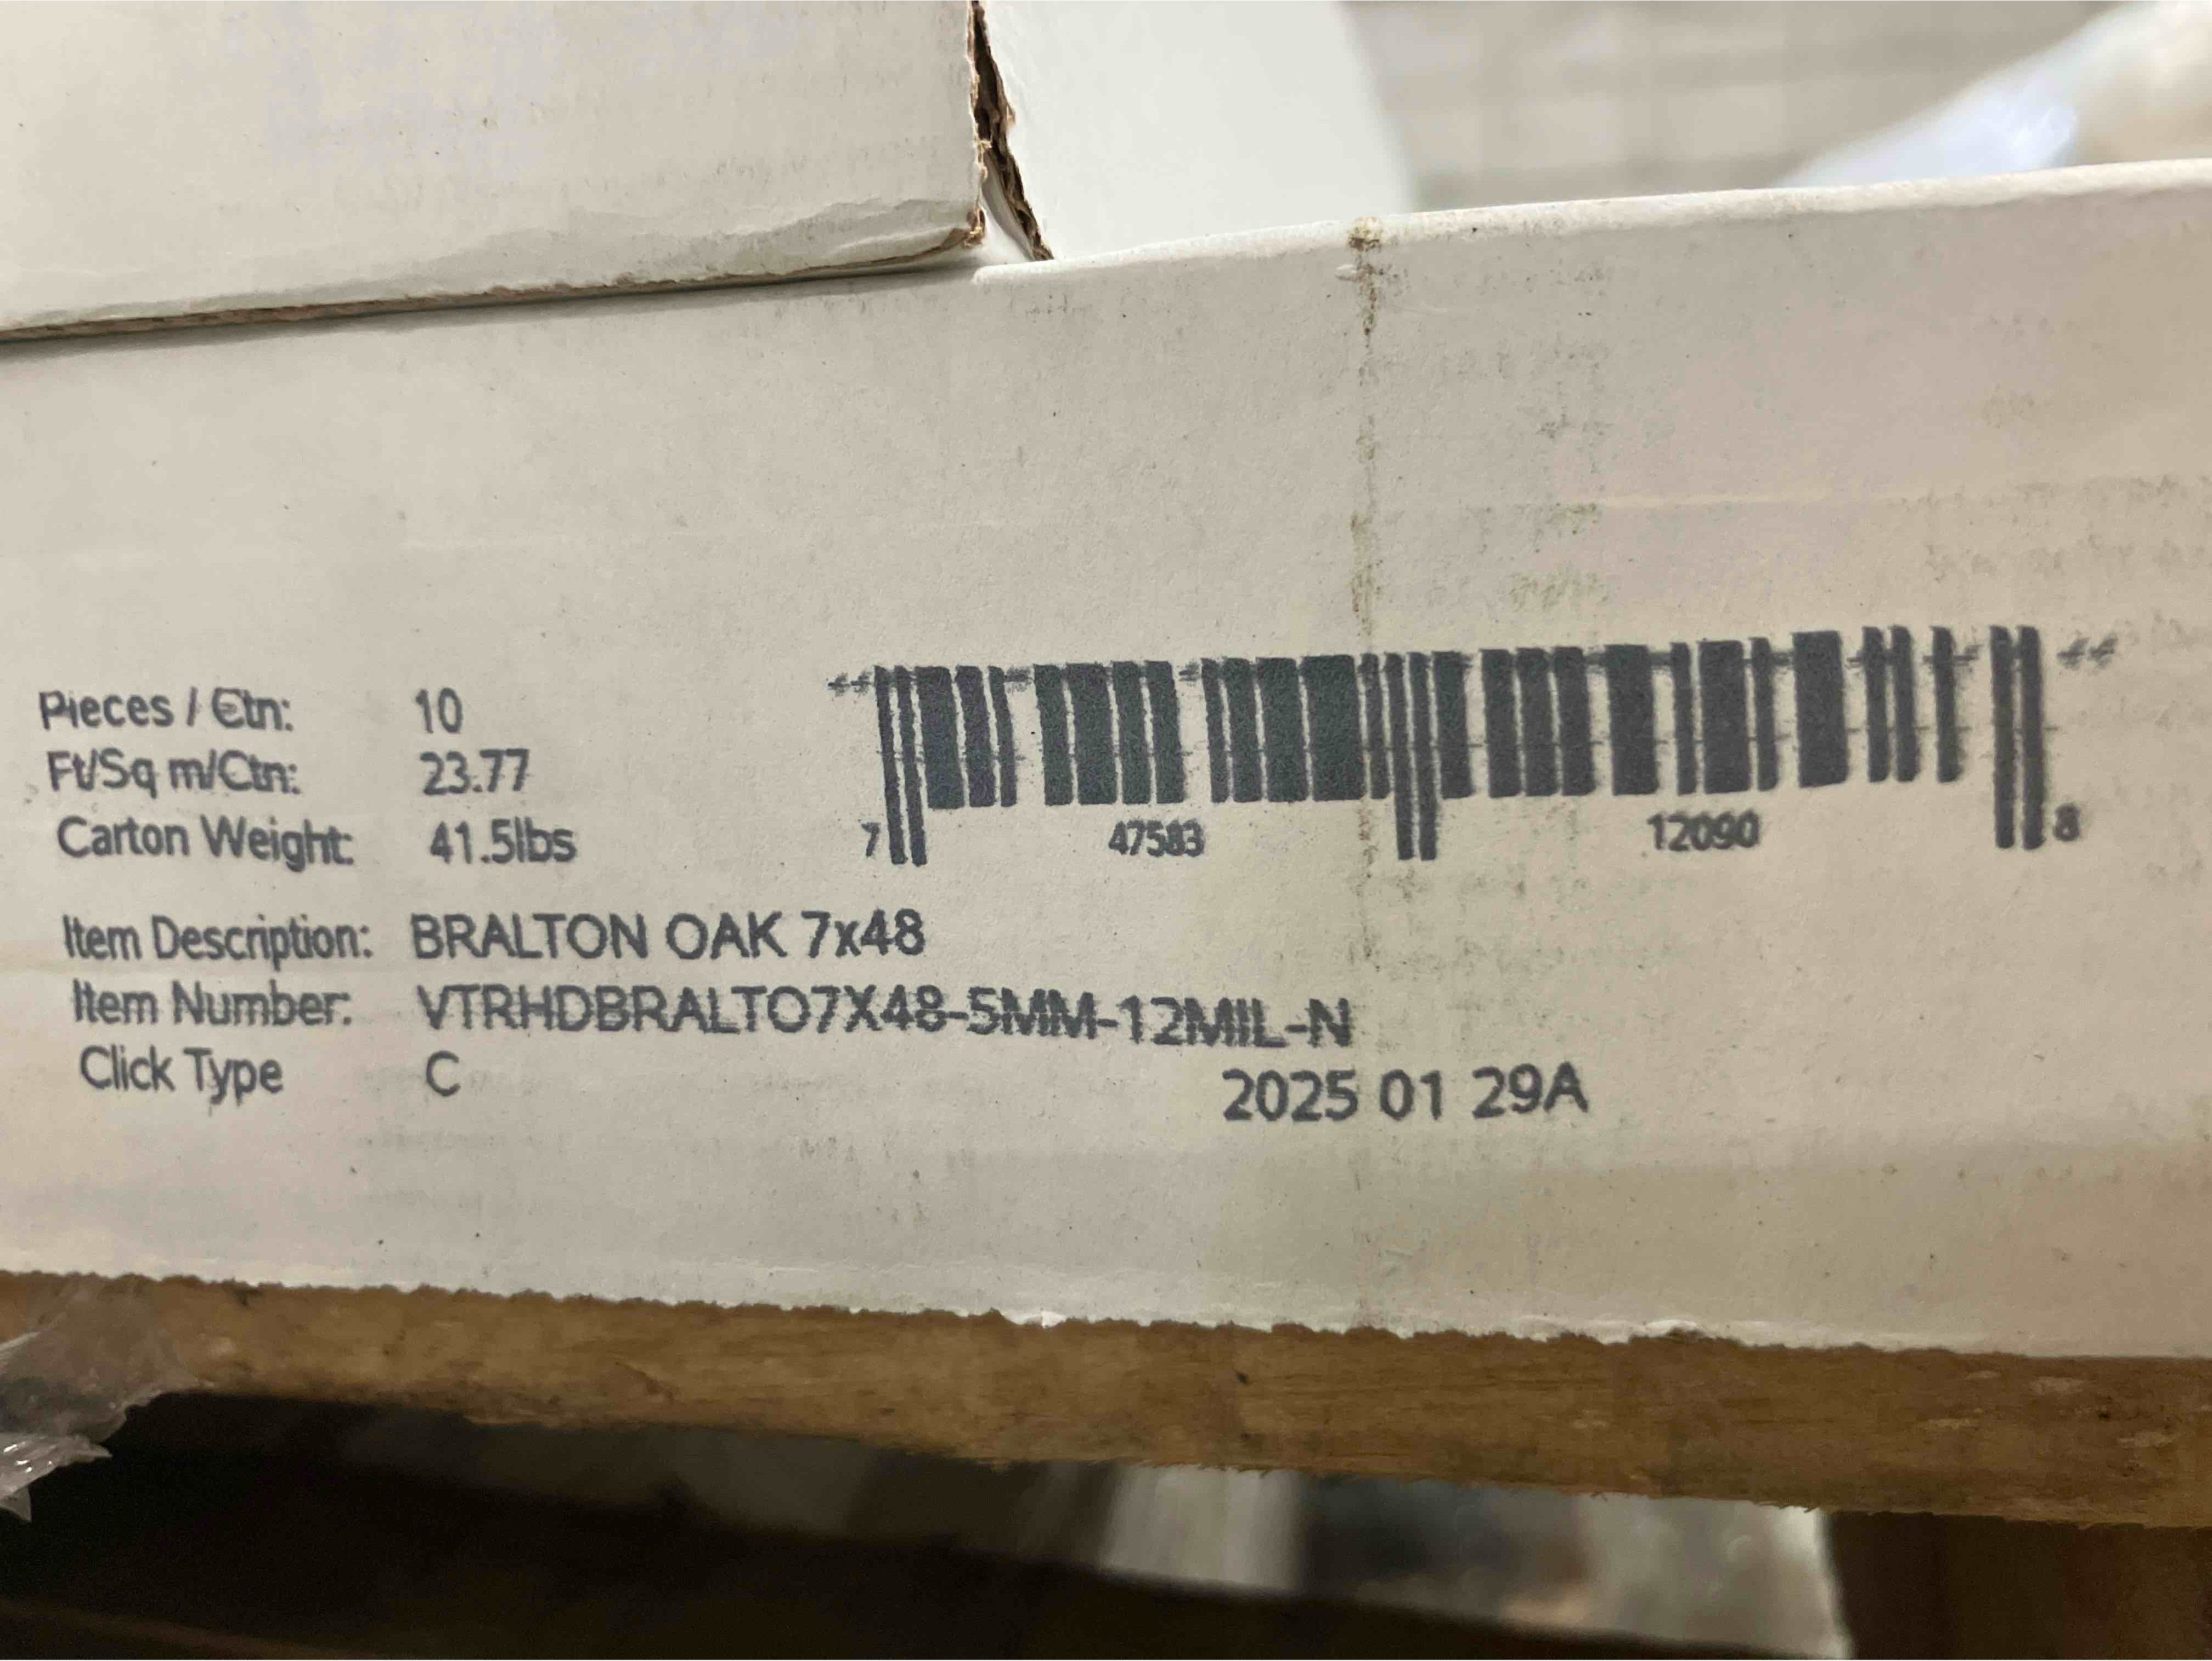 Pieces / Ctn: 10
Ft/Sq m/Ctn: 23.77
Carton Weight: 41.5lbs
7 47583 12090 8
Item Description: BRALTON OAK 7x48
Item Number: VTRHDBRALTO7X48-5MM-12MIL-N
Click Type C
2025 01 29A